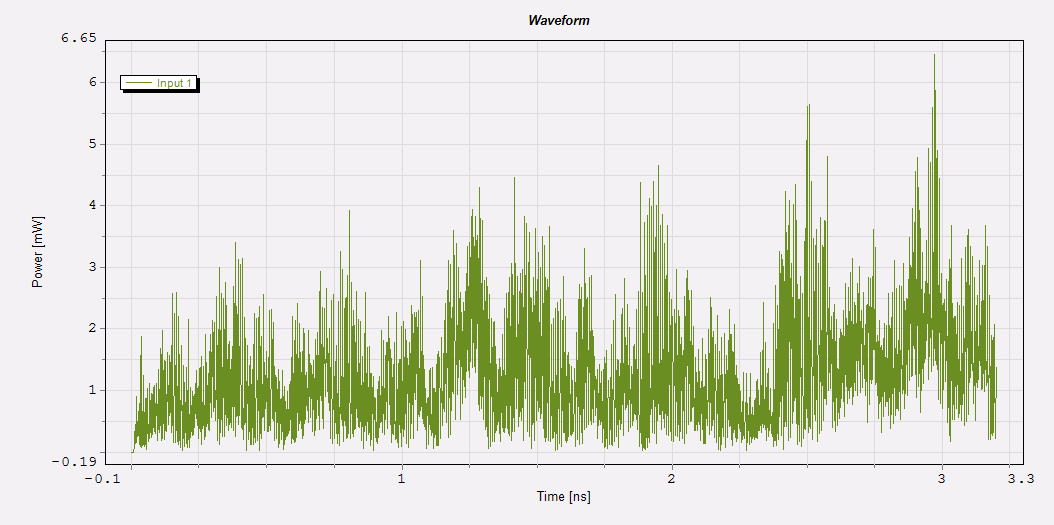 Waveform
6.65
6
Input 1
5
4
Power [mW]
3
2
1
-0.19
-0.1 1 2 3 3.3
Time [ns]